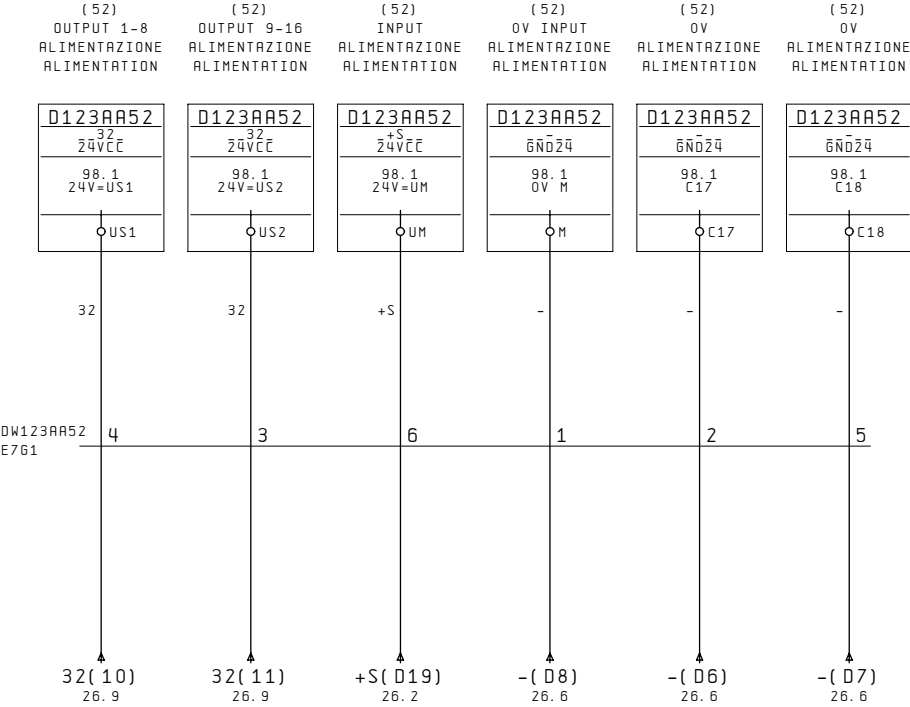 (52) (52) (52) (52) (52) (52)
OUTPUT 1-8 OUTPUT 9-16 INPUT 0V INPUT 0V 0V
ALIMENTAZIONE ALIMENTAZIONE ALIMENTAZIONE ALIMENTAZIONE ALIMENTAZIONE ALIMENTAZIONE
ALIMENTATION ALIMENTATION ALIMENTATION ALIMENTATION ALIMENTATION ALIMENTATION
D123AA52 D123AA52 D123AA52 D123AA52 D123AA52 D123AA52
32 32 +S - - -
24VCC 24VCC 24VCC GND24 GND24 GND24
98.1 98.1 98.1 98.1 98.1 98.1
24V=US1 24V=US2 24V=UM 0V M C17 C18
US1 US2 UM M C17 C18
32 32 +S - - -
DW123AA52 4 3 6 1 2 5
E7G1
32(10) 32(11) +S(D19) -(D8) -(D6) -(D7)
26.9 26.9 26.2 26.6 26.6 26.6